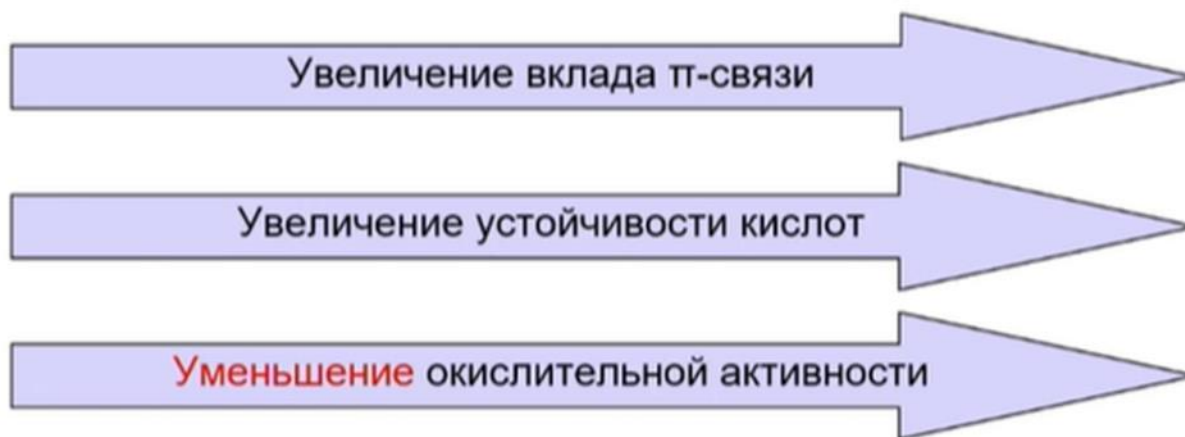 Увеличение вклада π-связи
Увеличение устойчивости кислот
Уменьшение окислительной активности